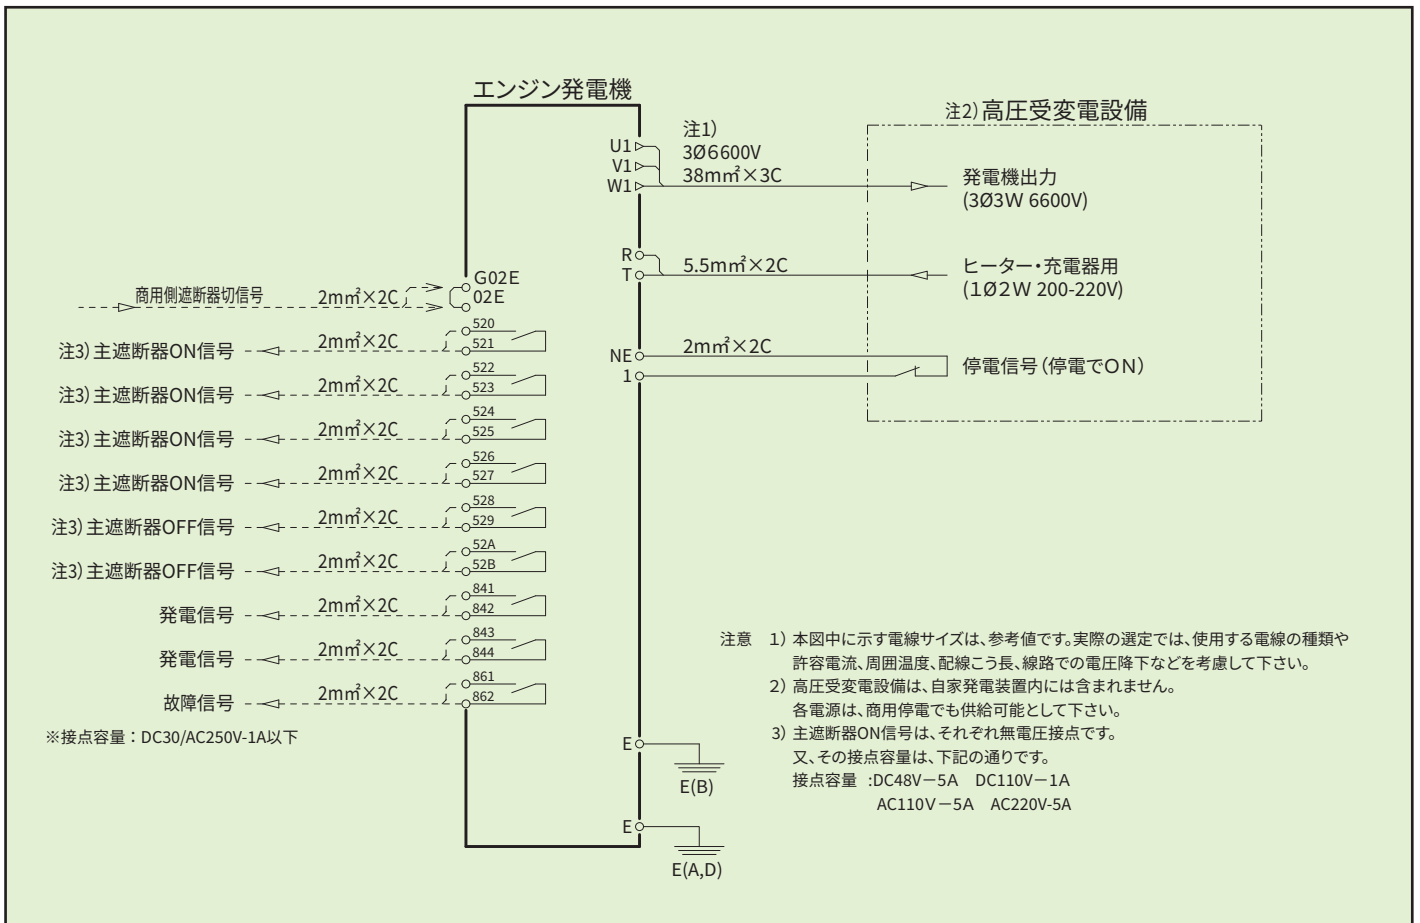 エンジン発電機
注2)高圧受変電設備
U1
V1
W1
注1)
3Ø6600V
38mm²×3C
発電機出力
(3Ø3W 6600V)
R
T
5.5mm²×2C
ヒーター・充電器用
(1Ø2W 200-220V)
NE
1
2mm²×2C
停電信号(停電でON)
商用側遮断器切信号
2mm²×2C
G02E
02E
注3)主遮断器ON信号
2mm²×2C
520
521
注3)主遮断器ON信号
2mm²×2C
522
523
注3)主遮断器ON信号
2mm²×2C
524
525
注3)主遮断器ON信号
2mm²×2C
526
527
注3)主遮断器OFF信号
2mm²×2C
528
529
注3)主遮断器OFF信号
2mm²×2C
52A
52B
発電信号
2mm²×2C
841
842
発電信号
2mm²×2C
843
844
故障信号
2mm²×2C
861
862
※接点容量：DC30/AC250V-1A以下
E
E(B)
E
E(A,D)
注意 1) 本図中に示す電線サイズは、参考値です。実際の選定では、使用する電線の種類や
許容電流、周囲温度、配線こう長、線路での電圧降下などを考慮して下さい。
2) 高圧受変電設備は、自家発電装置内には含まれません。
各電源は、商用停電でも供給可能として下さい。
3) 主遮断器ON信号は、それぞれ無電圧接点です。
又、その接点容量は、下記の通りです。
接点容量 :DC48V－5A DC110V－1A
AC110V－5A AC220V-5A